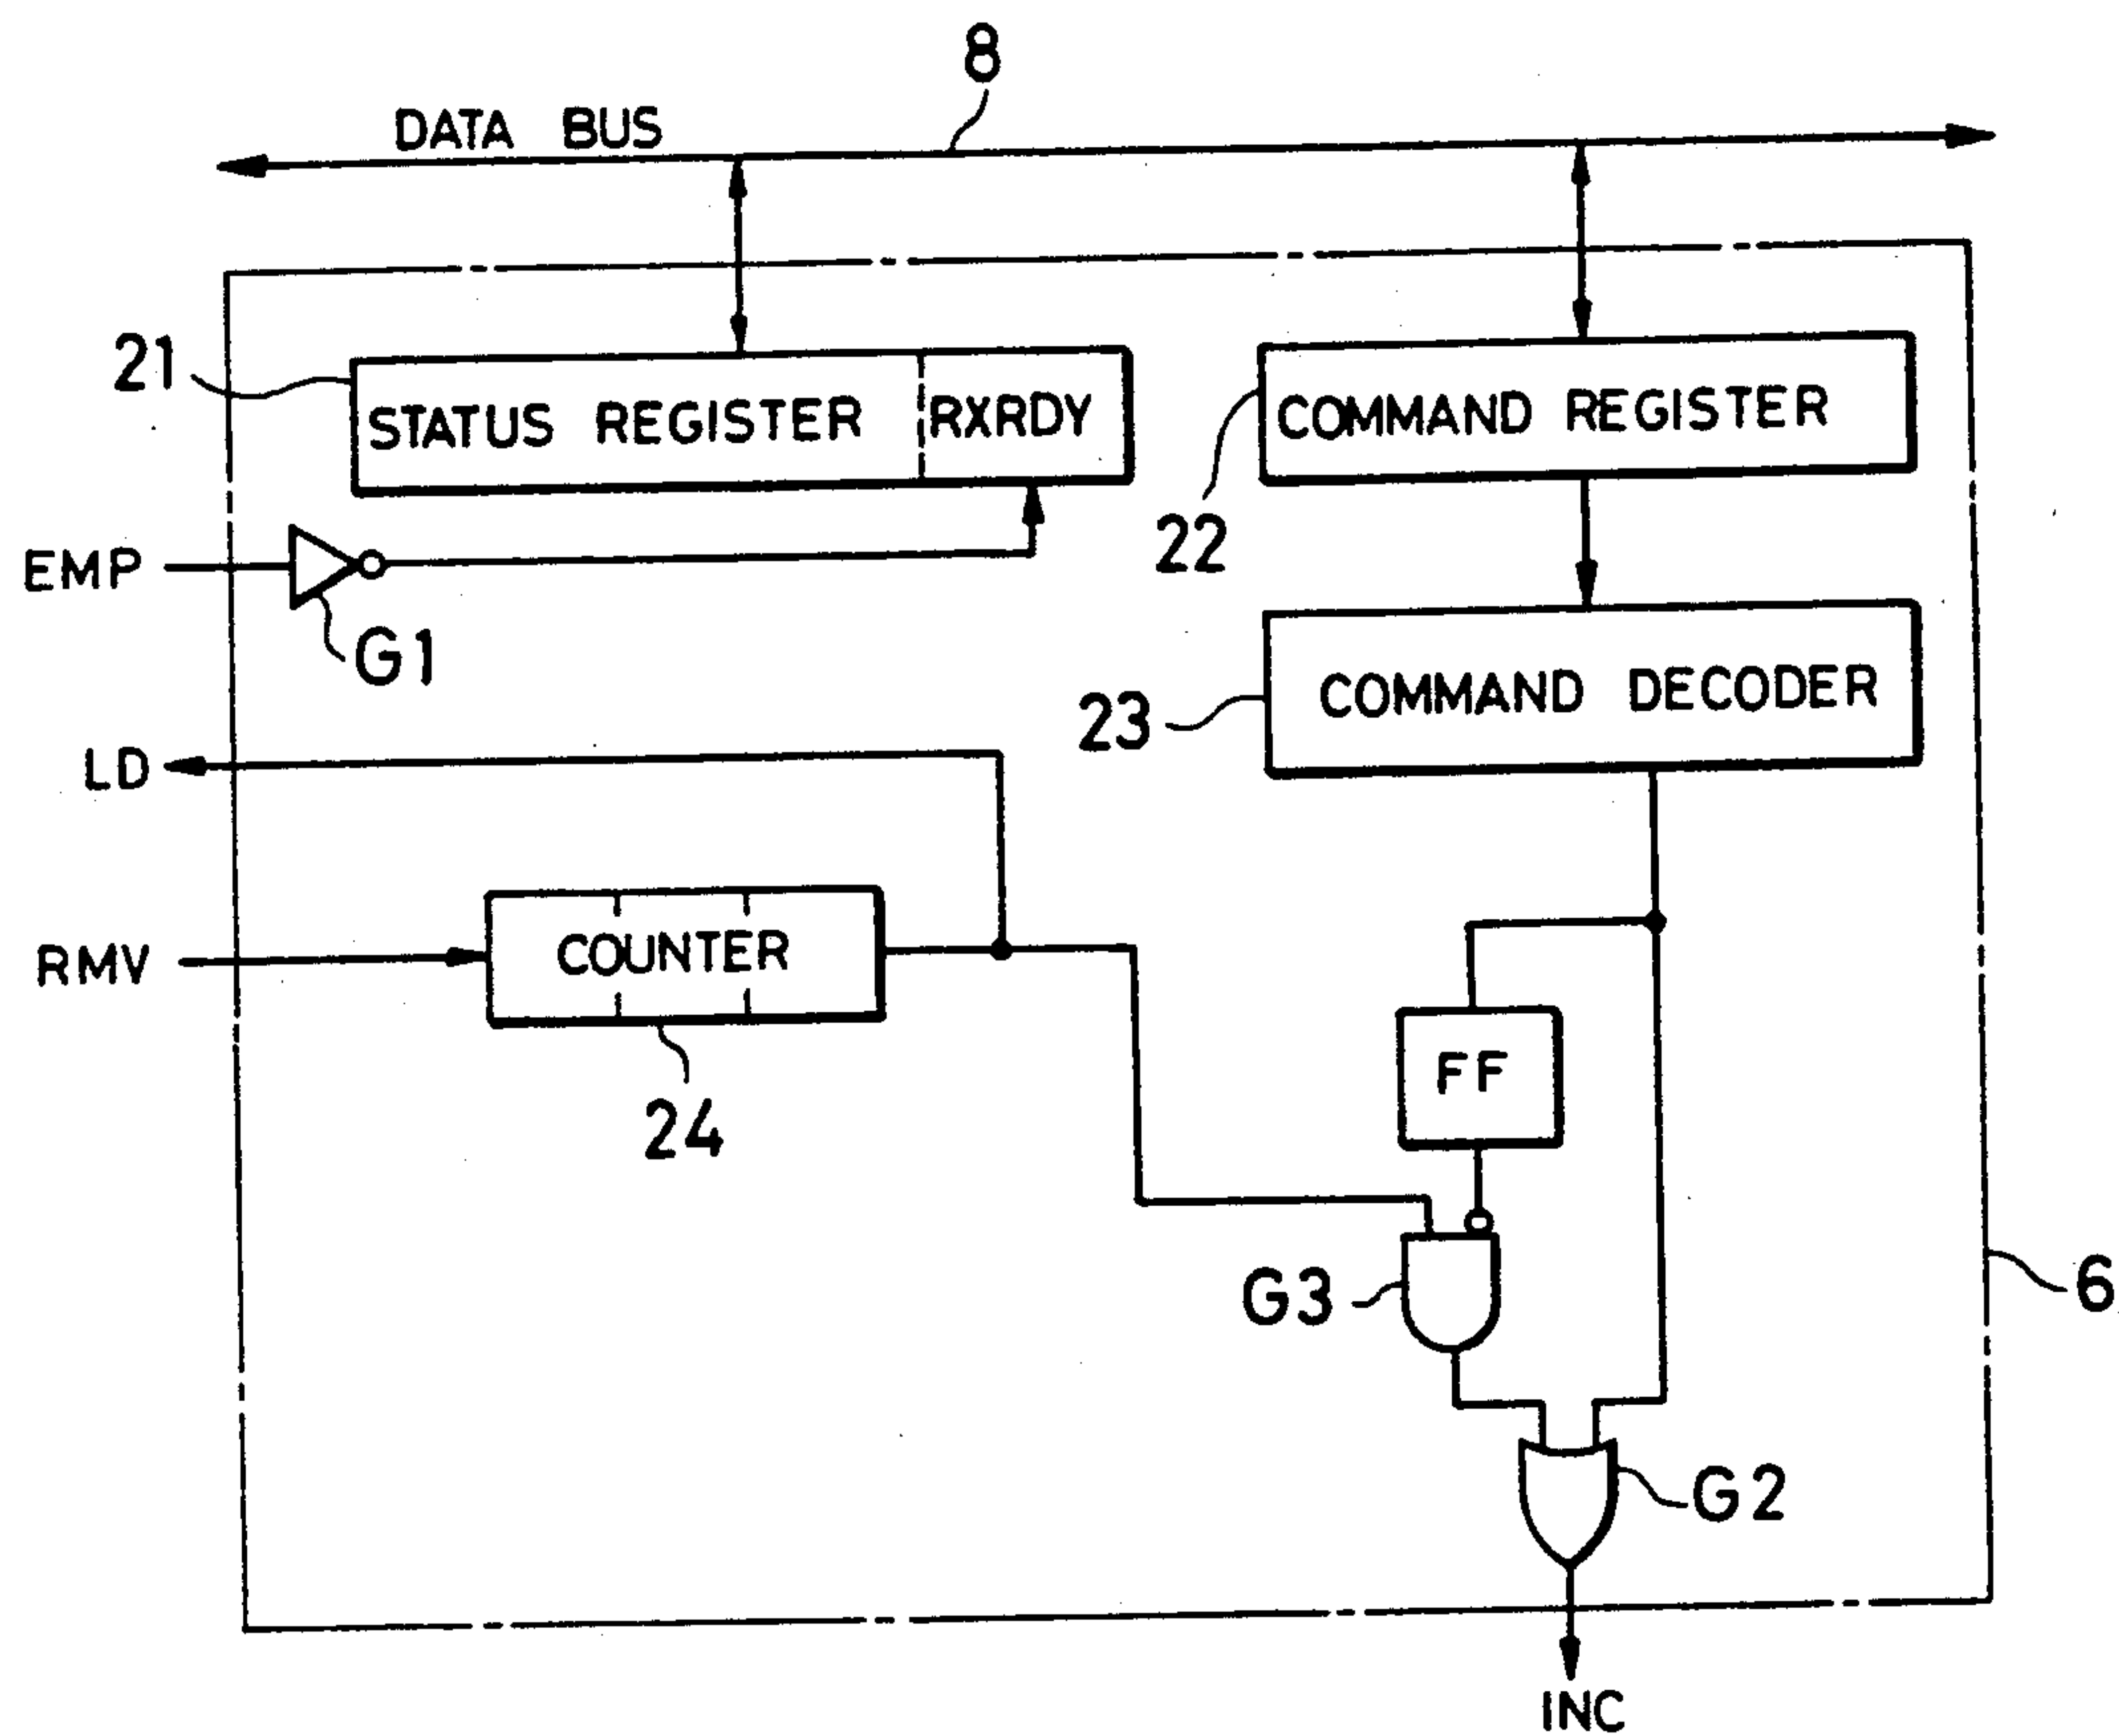 8
DATA BUS
21
STATUS REGISTER RXRDY
COMMAND REGISTER
22
EMP
G1
COMMAND DECODER
23
LD
RMV
COUNTER
24
FF
G3
6
G2
INC